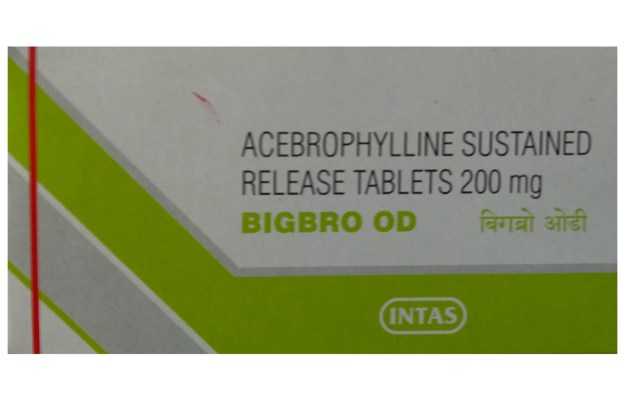 ACEBROPHYLLINE SUSTAINED
RELEASE TABLETS 200 mg
BIGBRO OD बिगब्रो ओडी
INTAS